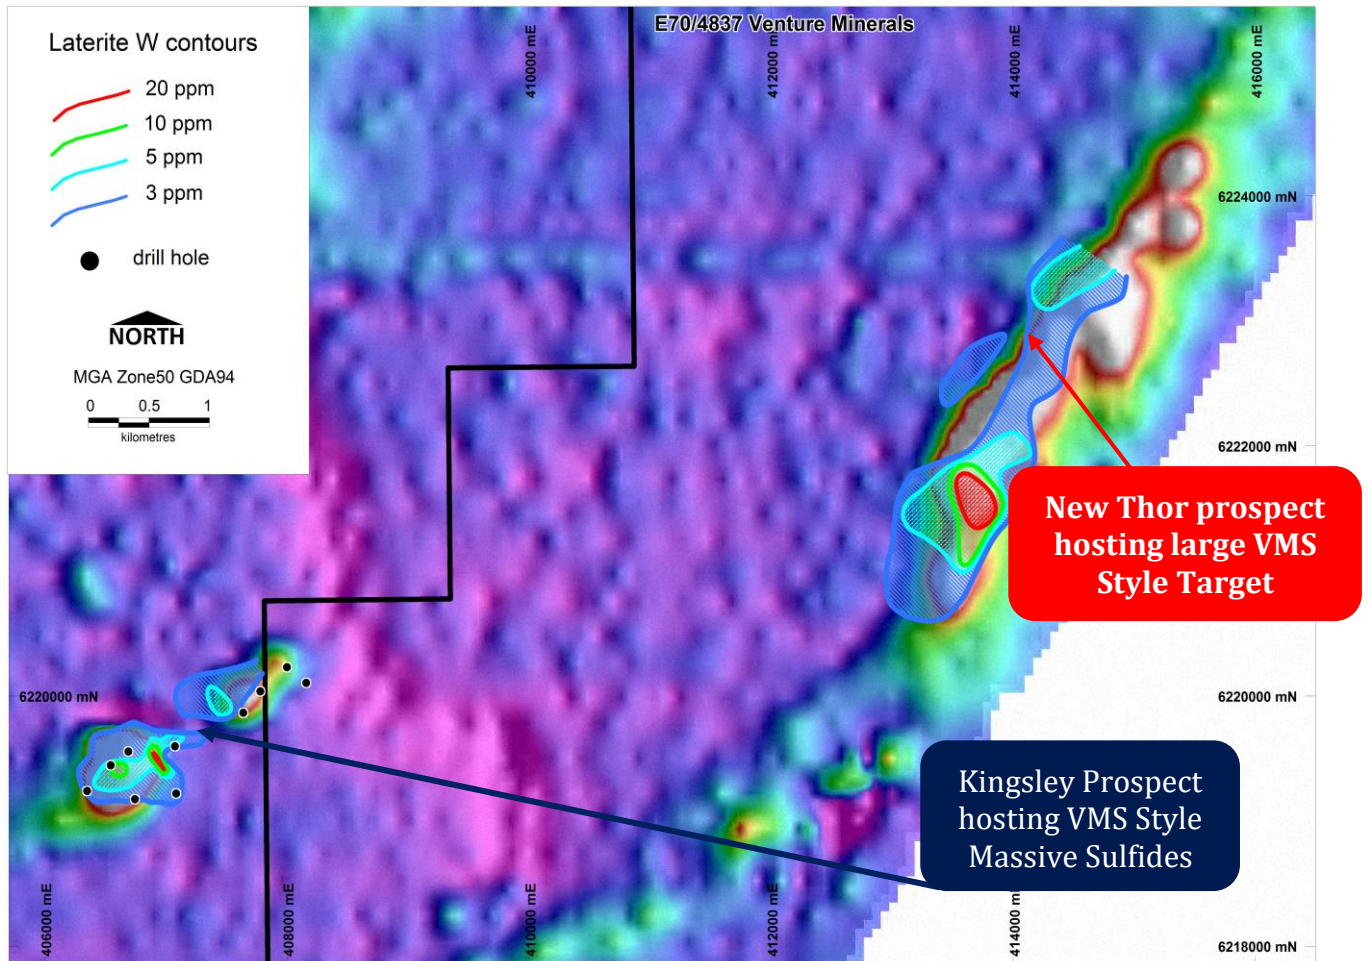 E70/4837 Venture Minerals
Laterite W contours
20 ppm
10 ppm
5 ppm
3 ppm
drill hole
NORTH
MGA Zone50 GDA94
0 0.5 1
kilometres
410000 mE
412000 mE
414000 mE
416000 mE
6224000 mN
6222000 mN
New Thor prospect
hosting large VMS
Style Target
6220000 mN
6220000 mN
Kingsley Prospect
hosting VMS Style
Massive Sulfides
406000 mE
408000 mE
410000 mE
412000 mE
414000 mE
6218000 mN